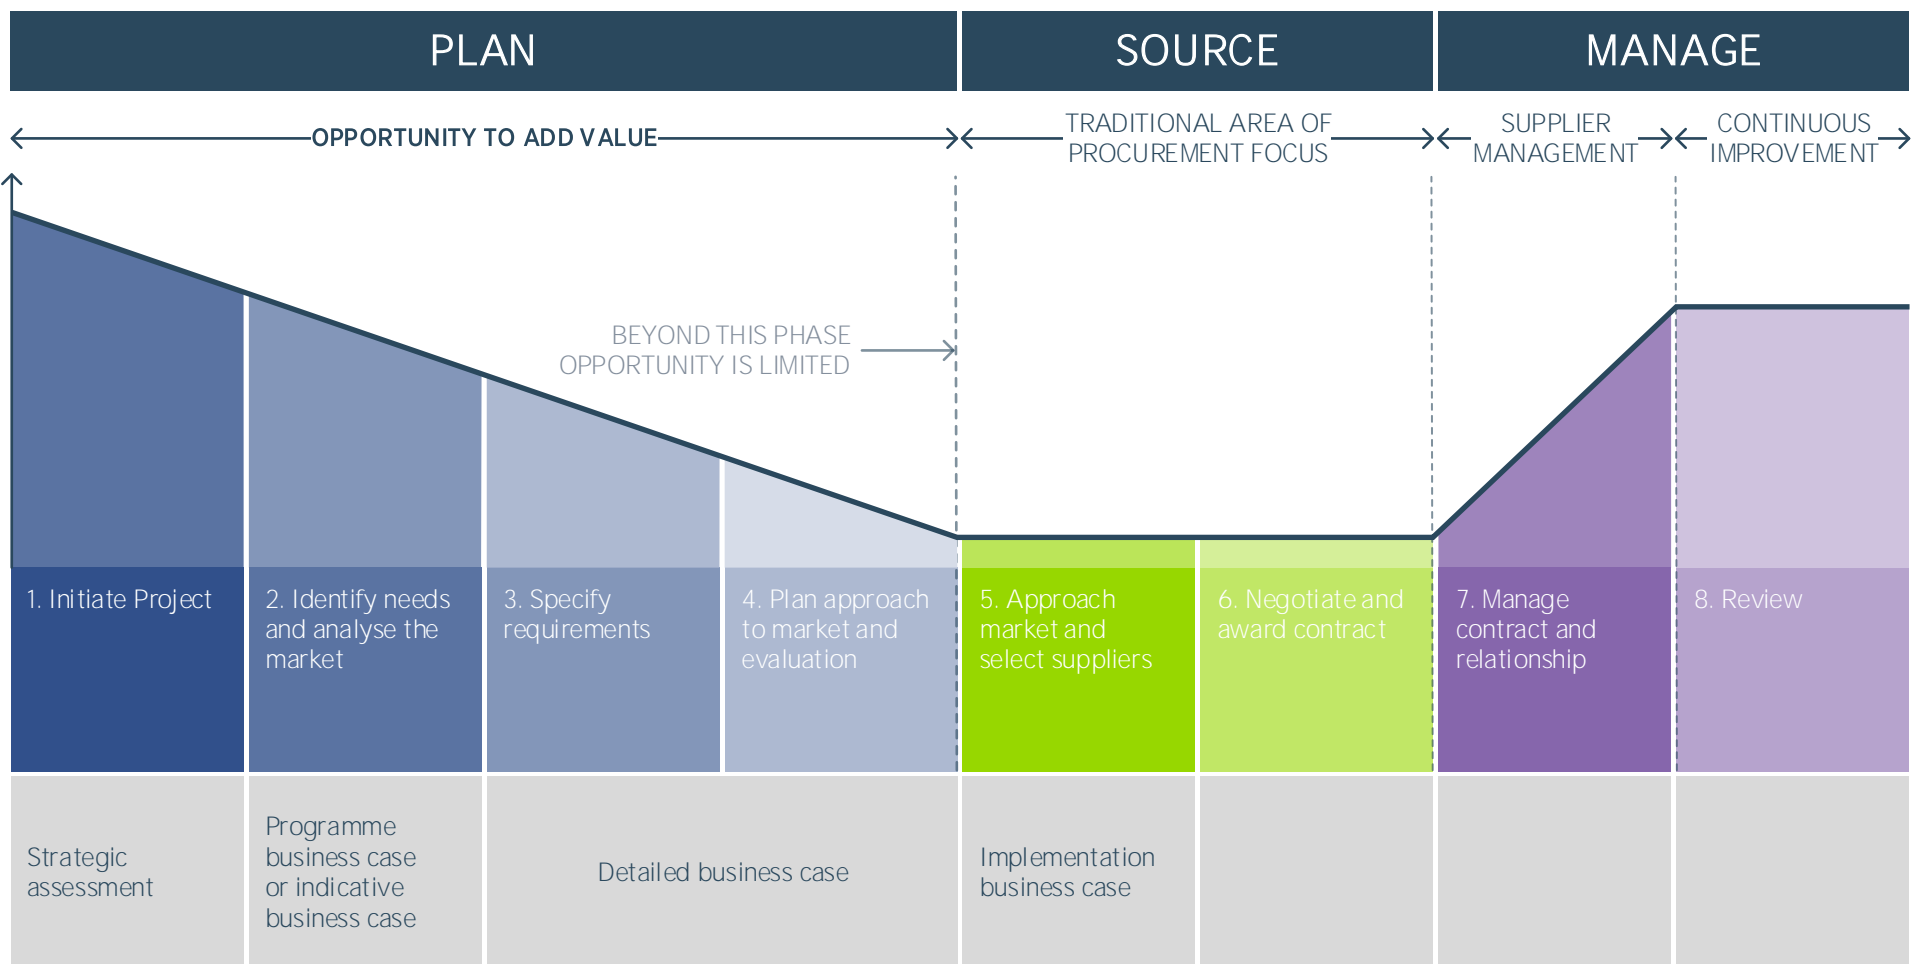 PLAN
SOURCE
MANAGE
OPPORTUNITY TO ADD VALUE
TRADITIONAL AREA OF
PROCUREMENT FOCUS
SUPPLIER
MANAGEMENT
CONTINUOUS
IMPROVEMENT
BEYOND THIS PHASE
OPPORTUNITY IS LIMITED
1. Initiate Project
2. Identify needs
and analyse the
market
3. Specify
requirements
4. Plan approach
to market and
evaluation
5. Approach
market and
select suppliers
6. Negotiate and
award contract
7. Manage
contract and
relationship
8. Review
Strategic
assessment
Programme
business case
or indicative
business case
Detailed business case
Implementation
business case